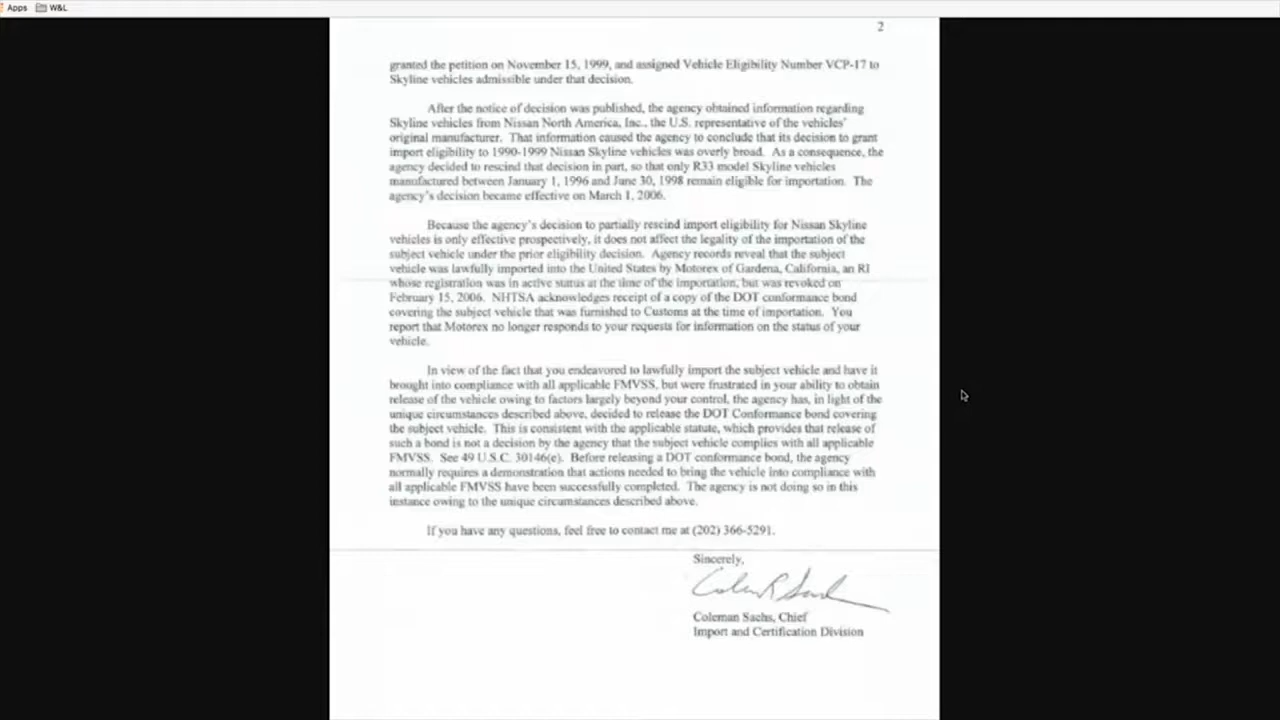 Apps W&L
2
granted the petition on November 15, 1999, and assigned Vehicle Eligibility Number VCP-17 to
Skyline vehicles admissible under that decision.
After the notice of decision was published, the agency obtained information regarding
Skyline vehicles from Nissan North America, Inc., the U.S. representative of the vehicles'
original manufacturer. That information caused the agency to conclude that its decision to grant
import eligibility to 1990-1999 Nissan Skyline vehicles was overly broad. As a consequence, the
agency decided to rescind that decision in part, so that only R33 model Skyline vehicles
manufactured between January 1, 1996 and June 30, 1998 remain eligible for importation. The
agency's decision became effective on March 1, 2006.
Because the agency's decision to partially rescind import eligibility for Nissan Skyline
vehicles is only effective prospectively, it does not affect the legality of the importation of the
subject vehicle under the prior eligibility decision. Agency records reveal that the subject
vehicle was lawfully imported into the United States by Motorex of Gardena, California, an RI
whose registration was in active status at the time of the importation, but was revoked on
February 15, 2006. NHTSA acknowledges receipt of a copy of the DOT conformance bond
covering the subject vehicle that was furnished to Customs at the time of importation. You
report that Motorex no longer responds to your requests for information on the status of your
vehicle.
In view of the fact that you endeavored to lawfully import the subject vehicle and have it
brought into compliance with all applicable FMVSS, but were frustrated in your ability to obtain
release of the vehicle owing to factors largely beyond your control, the agency has, in light of the
unique circumstances described above, decided to release the DOT Conformance bond covering
the subject vehicle. This is consistent with the applicable statute, which provides that release of
such a bond is not a decision by the agency that the subject vehicle complies with all applicable
FMVSS. See 49 U.S.C. 30146(e). Before releasing a DOT conformance bond, the agency
normally requires a demonstration that actions needed to bring the vehicle into compliance with
all applicable FMVSS have been successfully completed. The agency is not doing so in this
instance owing to the unique circumstances described above.
If you have any questions, feel free to contact me at (202) 366-5291.
Sincerely,
Coleman Sachs, Chief
Import and Certification Division